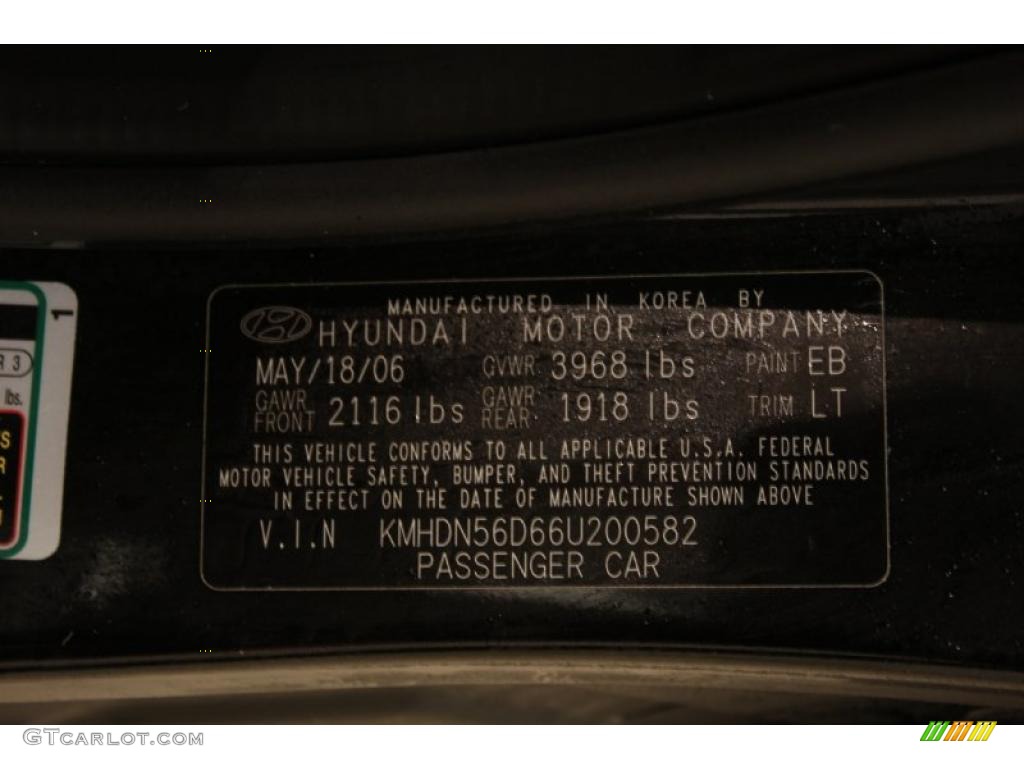 MANUFACTURED IN KOREA BY
HYUNDAI MOTOR COMPANY
MAY/18/06 GVWR 3968 lbs PAINT EB
GAWR FRONT 2116 lbs GAWR REAR 1918 lbs TRIM LT
THIS VEHICLE CONFORMS TO ALL APPLICABLE U.S.A. FEDERAL
MOTOR VEHICLE SAFETY, BUMPER, AND THEFT PREVENTION STANDARDS
IN EFFECT ON THE DATE OF MANUFACTURE SHOWN ABOVE
V.I.N KMHDN56D66U200582
PASSENGER CAR
1
R 3
lbs.
S
R
GTCARLOT.COM